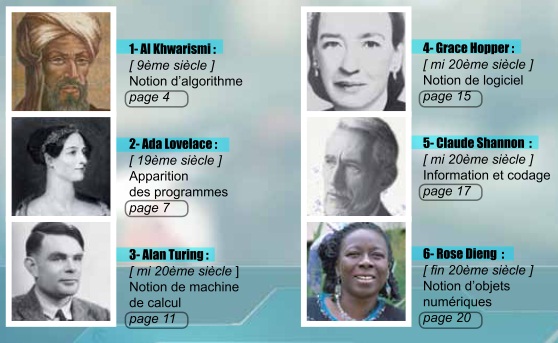 1- Al Khwarismi :
[ 9ème siècle ]
Notion d'algorithme
page 4
2- Ada Lovelace :
[ 19ème siècle ]
Apparition
des programmes
page 7
3- Alan Turing :
[ mi 20ème siècle ]
Notion de machine
de calcul
page 11
4- Grace Hopper :
[ mi 20ème siècle ]
Notion de logiciel
page 15
5- Claude Shannon :
[ mi 20ème siècle ]
Information et codage
page 17
6- Rose Dieng :
[ fin 20ème siècle ]
Notion d'objets
numériques
page 20